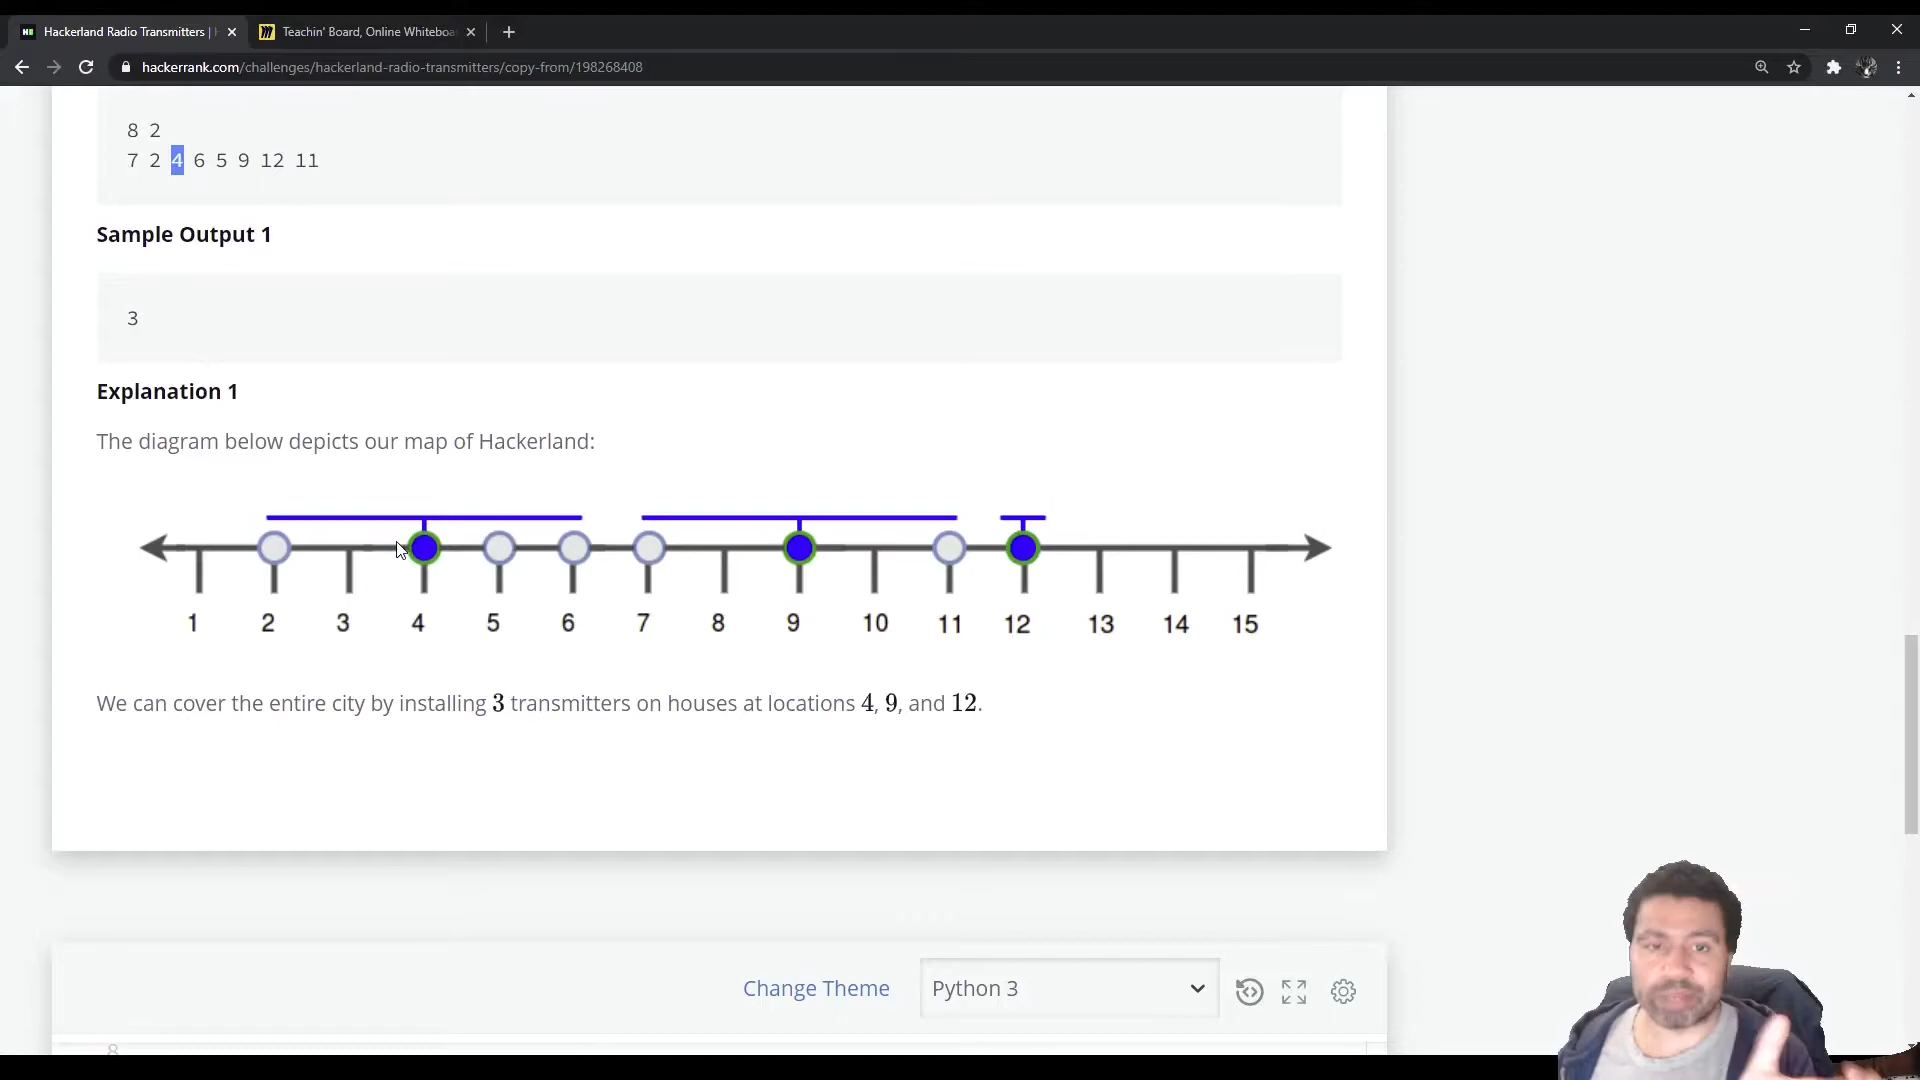 Hackerland Radio Transmitters |
Teachin' Board, Online Whiteboa
hackerrank.com/challenges/hackerland-radio-transmitters/copy-from/198268408
8 2
7 2 4 6 5 9 12 11
Sample Output 1
3
Explanation 1
The diagram below depicts our map of Hackerland:
1 2 3 4 5 6 7 8 9 10 11 12 13 14 15
We can cover the entire city by installing 3 transmitters on houses at locations 4, 9, and 12.
Change Theme
Python 3
8